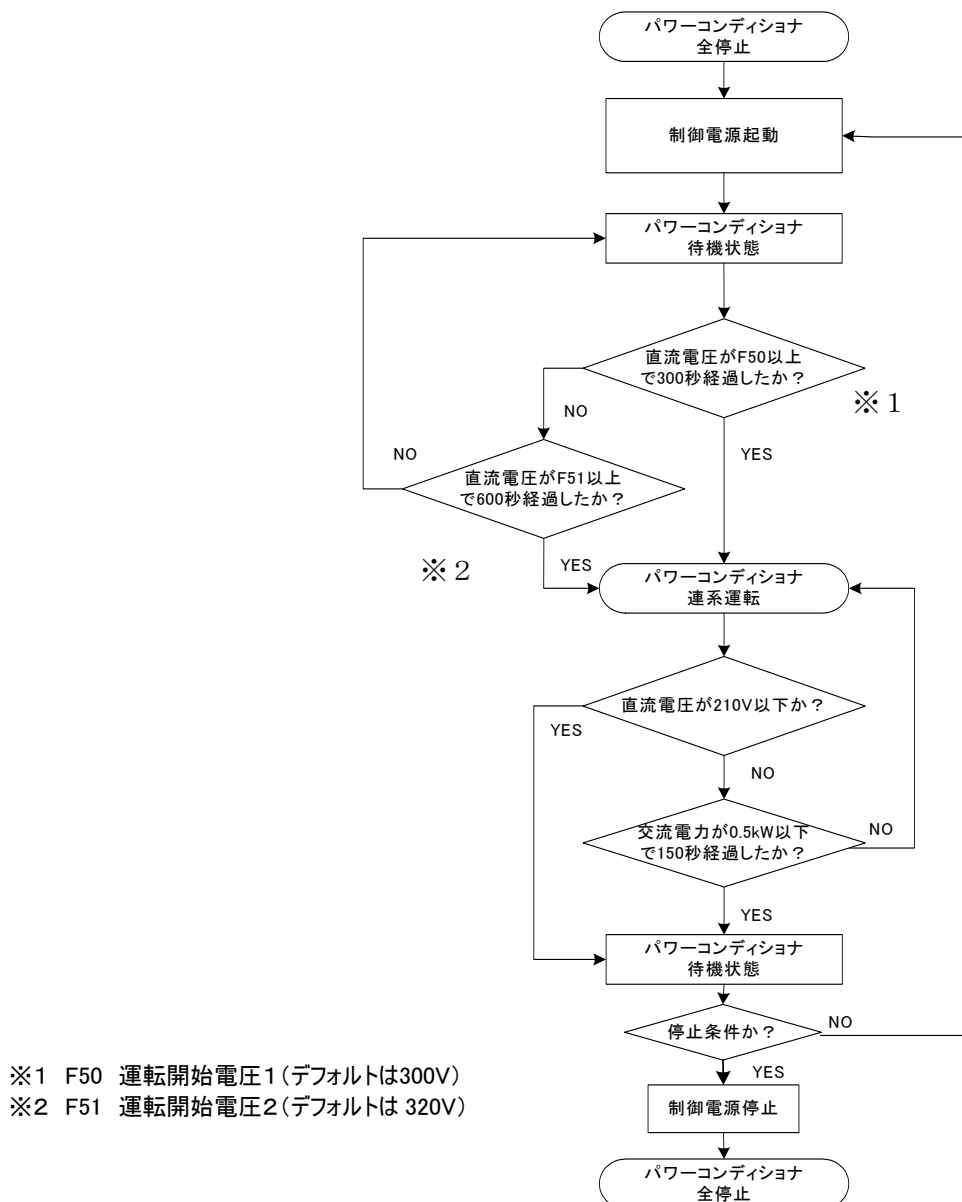 パワーコンディショナ
全停止
制御電源起動
パワーコンディショナ
待機状態
直流電圧がF50以上
で300秒経過したか？
※１
NO
YES
NO
直流電圧がF51以上
で600秒経過したか？
※２
YES
パワーコンディショナ
連系運転
直流電圧が210V以下か？
YES
NO
交流電力が0.5kW以下
で150秒経過したか？
NO
YES
パワーコンディショナ
待機状態
停止条件か？
NO
YES
制御電源停止
パワーコンディショナ
全停止
※1 F50 運転開始電圧１（デフォルトは300V）
※2 F51 運転開始電圧２（デフォルトは 320V）